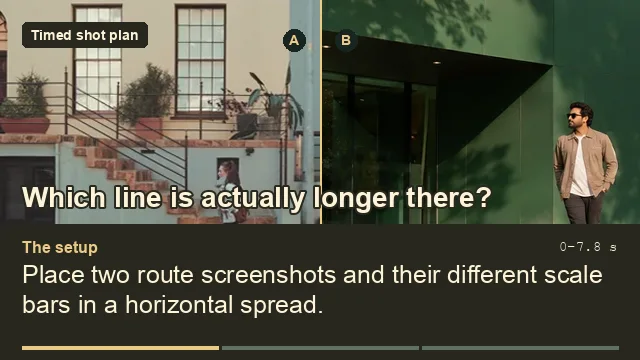 Timed shot plan
A
B
Which line is actually longer there?
The setup
0–7.8 s
Place two route screenshots and their different scale
bars in a horizontal spread.